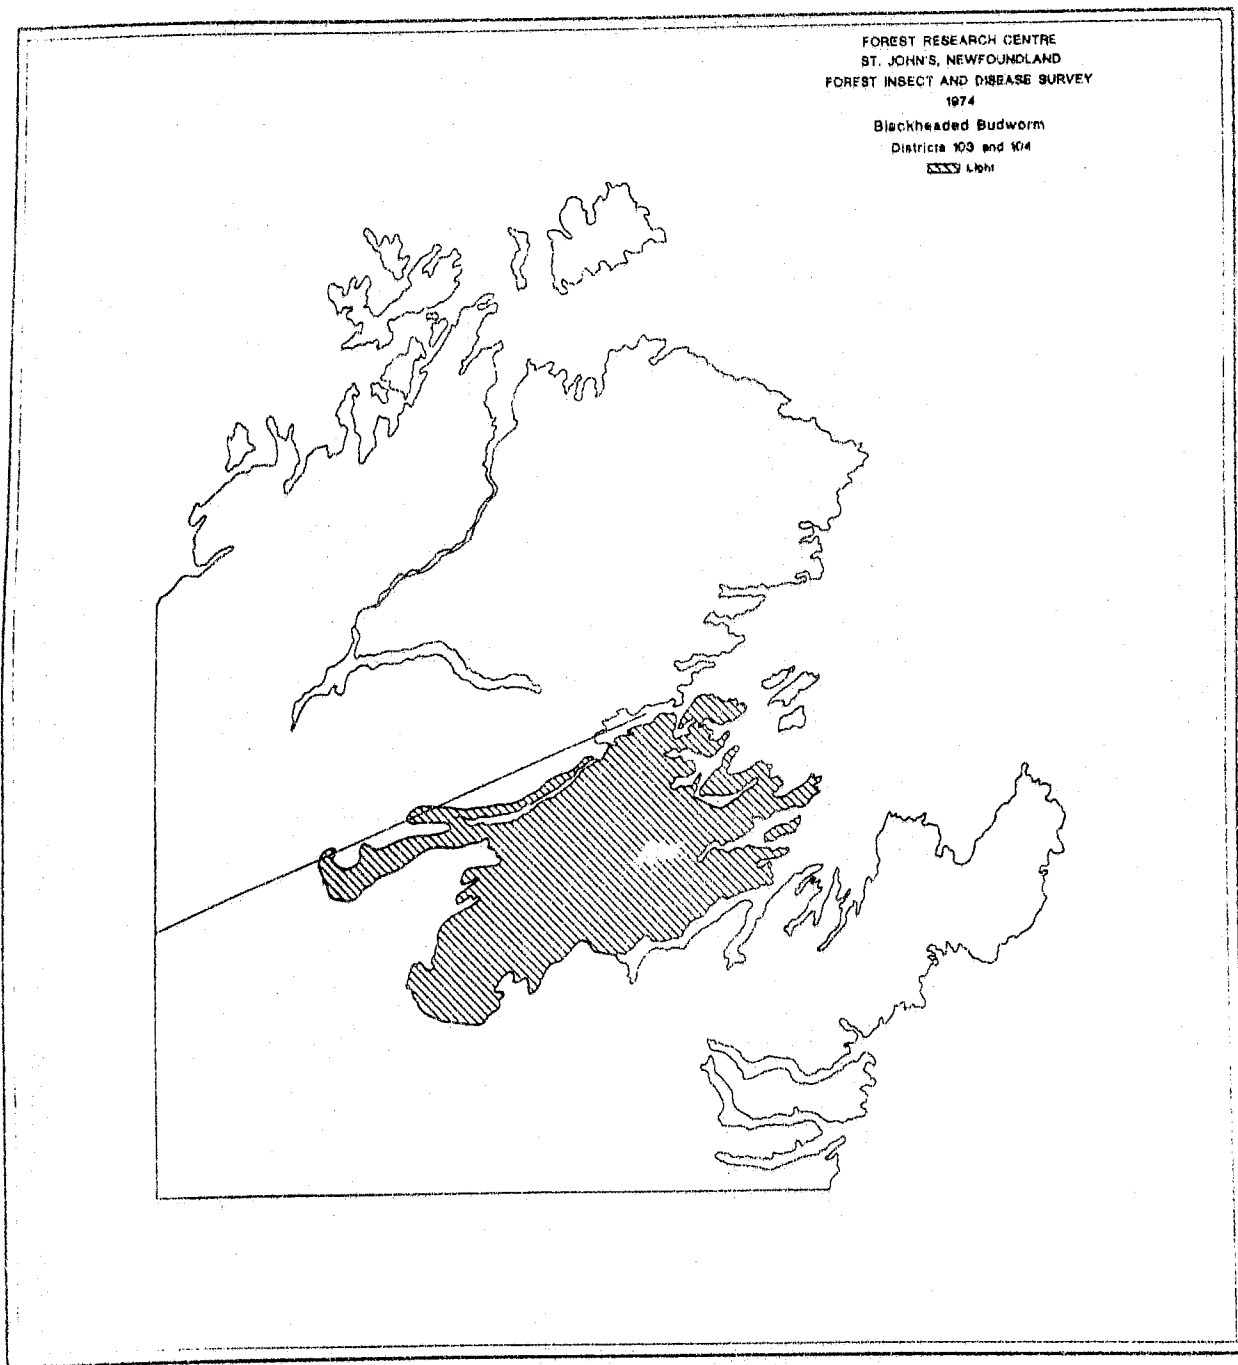 FOREST RESEARCH CENTRE
ST. JOHN'S, NEWFOUNDLAND
FOREST INSECT AND DISEASE SURVEY
1974
Blackheaded Budworm
Districts 103 and 104
Light